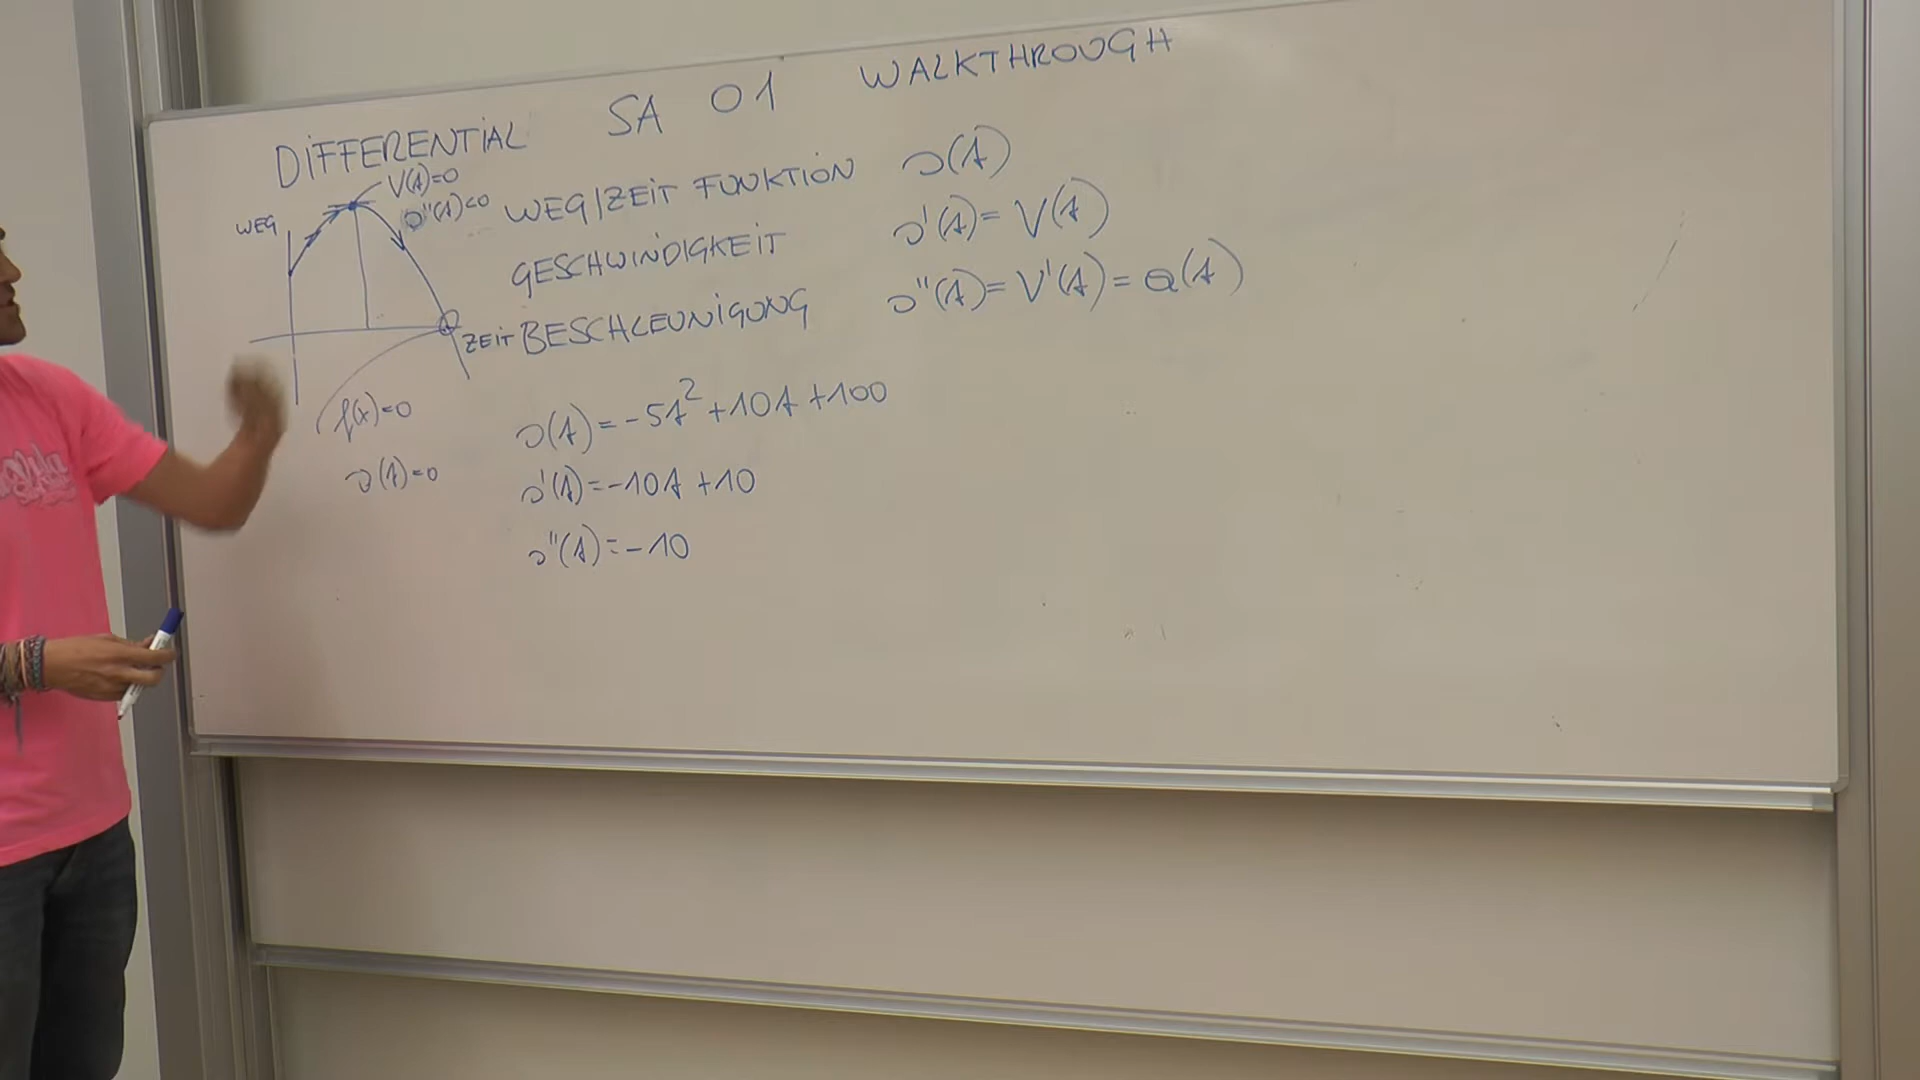 DIFFERENTIAL SA 01 WALKTHROUGH
V(t)=0
s''(t)<0
WEG
ZEIT
WEG/ZEIT FUNKTION s(t)
GESCHWINDIGKEIT s'(t)=V(t)
BESCHLEUNIGUNG s''(t)=V'(t)=a(t)
f(x)=0
s(t)=0
s(t)=-5t²+10t+100
s'(t)=-10t+10
s''(t)=-10